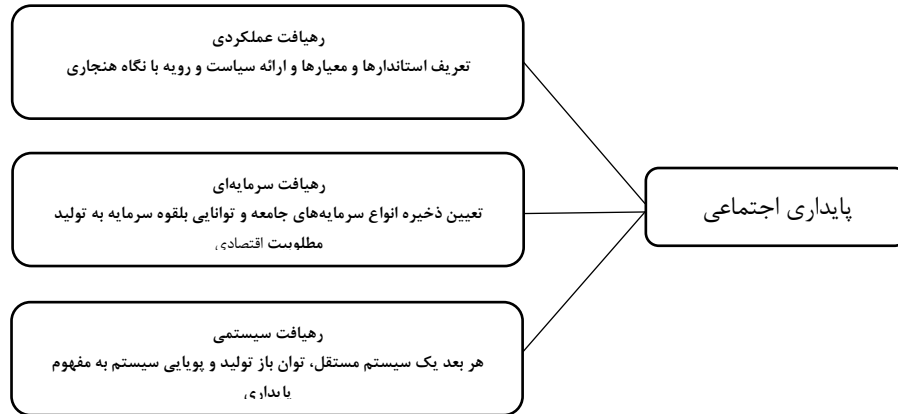 رهیافت عملکردی
تعریف استاندارها و معیارها و ارائه سیاست و رویه با نگاه هنجاری
پایداری اجتماعی
رهیافت سرمایه‌ای
تعیین ذخیره انواع سرمایه‌های جامعه و توانایی بلقوه سرمایه به تولید
مطلوبیت اقتصادی
رهیافت سیستمی
هر بعد یک سیستم مستقل، توان باز تولید و پویایی سیستم به مفهوم
پایداری